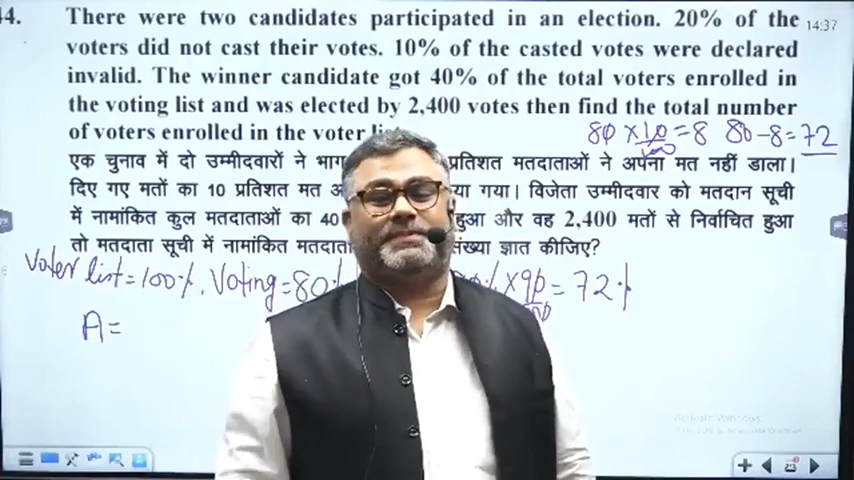 44. There were two candidates participated in an election. 20% of the
14:37
voters did not cast their votes. 10% of the casted votes were declared
invalid. The winner candidate got 40% of the total voters enrolled in
the voting list and was elected by 2,400 votes then find the total number
of voters enrolled in the voter
80 × 10/100 = 8 80 - 8 = 72
एक चुनाव में दो उम्मीदवारों ने प्रतिशत मतदाताओं ने अपना मत नहीं डाला।
दिए गए मतों का 10 प्रतिशत मत गया। विजेता उम्मीदवार को मतदान सूची
में नामांकित कुल मतदाताओं का 40 हुआ और वह 2,400 मतों से निर्वाचित हुआ
तो मतदाता सूची में नामांकित ज्ञात कीजिए?
Voter list = 100%. Voting = 80% × 90 = 72%
A =
Activate Windows